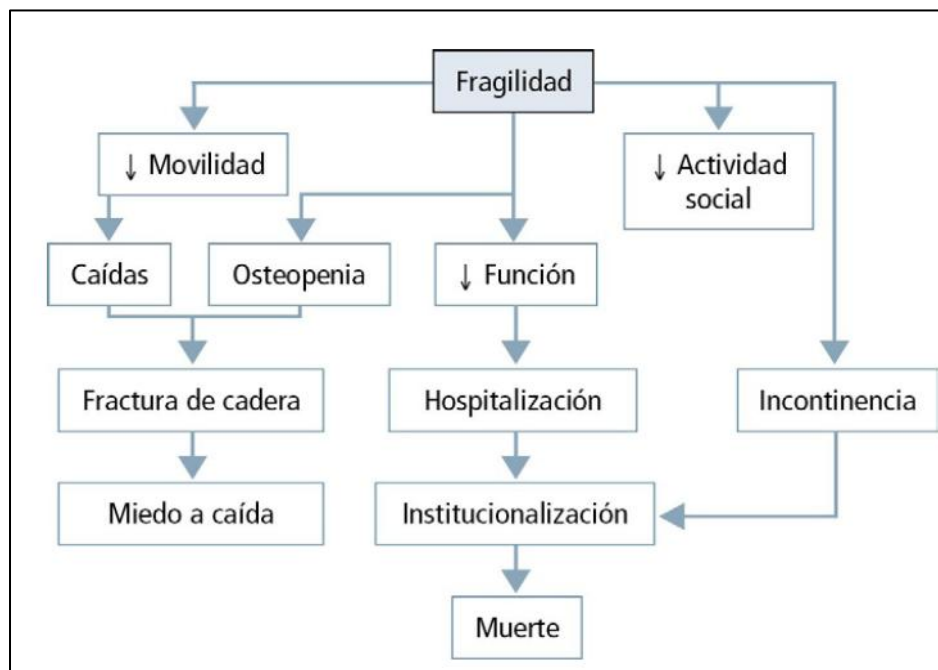 Fragilidad
↓ Movilidad
↓ Actividad
social
Caídas
Osteopenia
↓ Función
Fractura de cadera
Hospitalización
Incontinencia
Miedo a caída
Institucionalización
Muerte